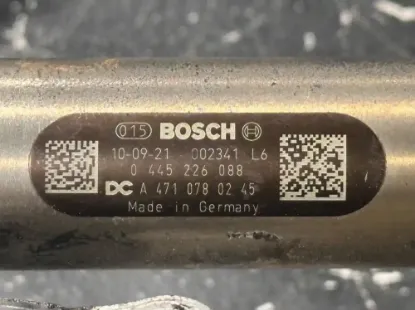 015 BOSCH
10-09-21 002341 L6
0 445 226 088
DC A 471 078 02 45
Made in Germany